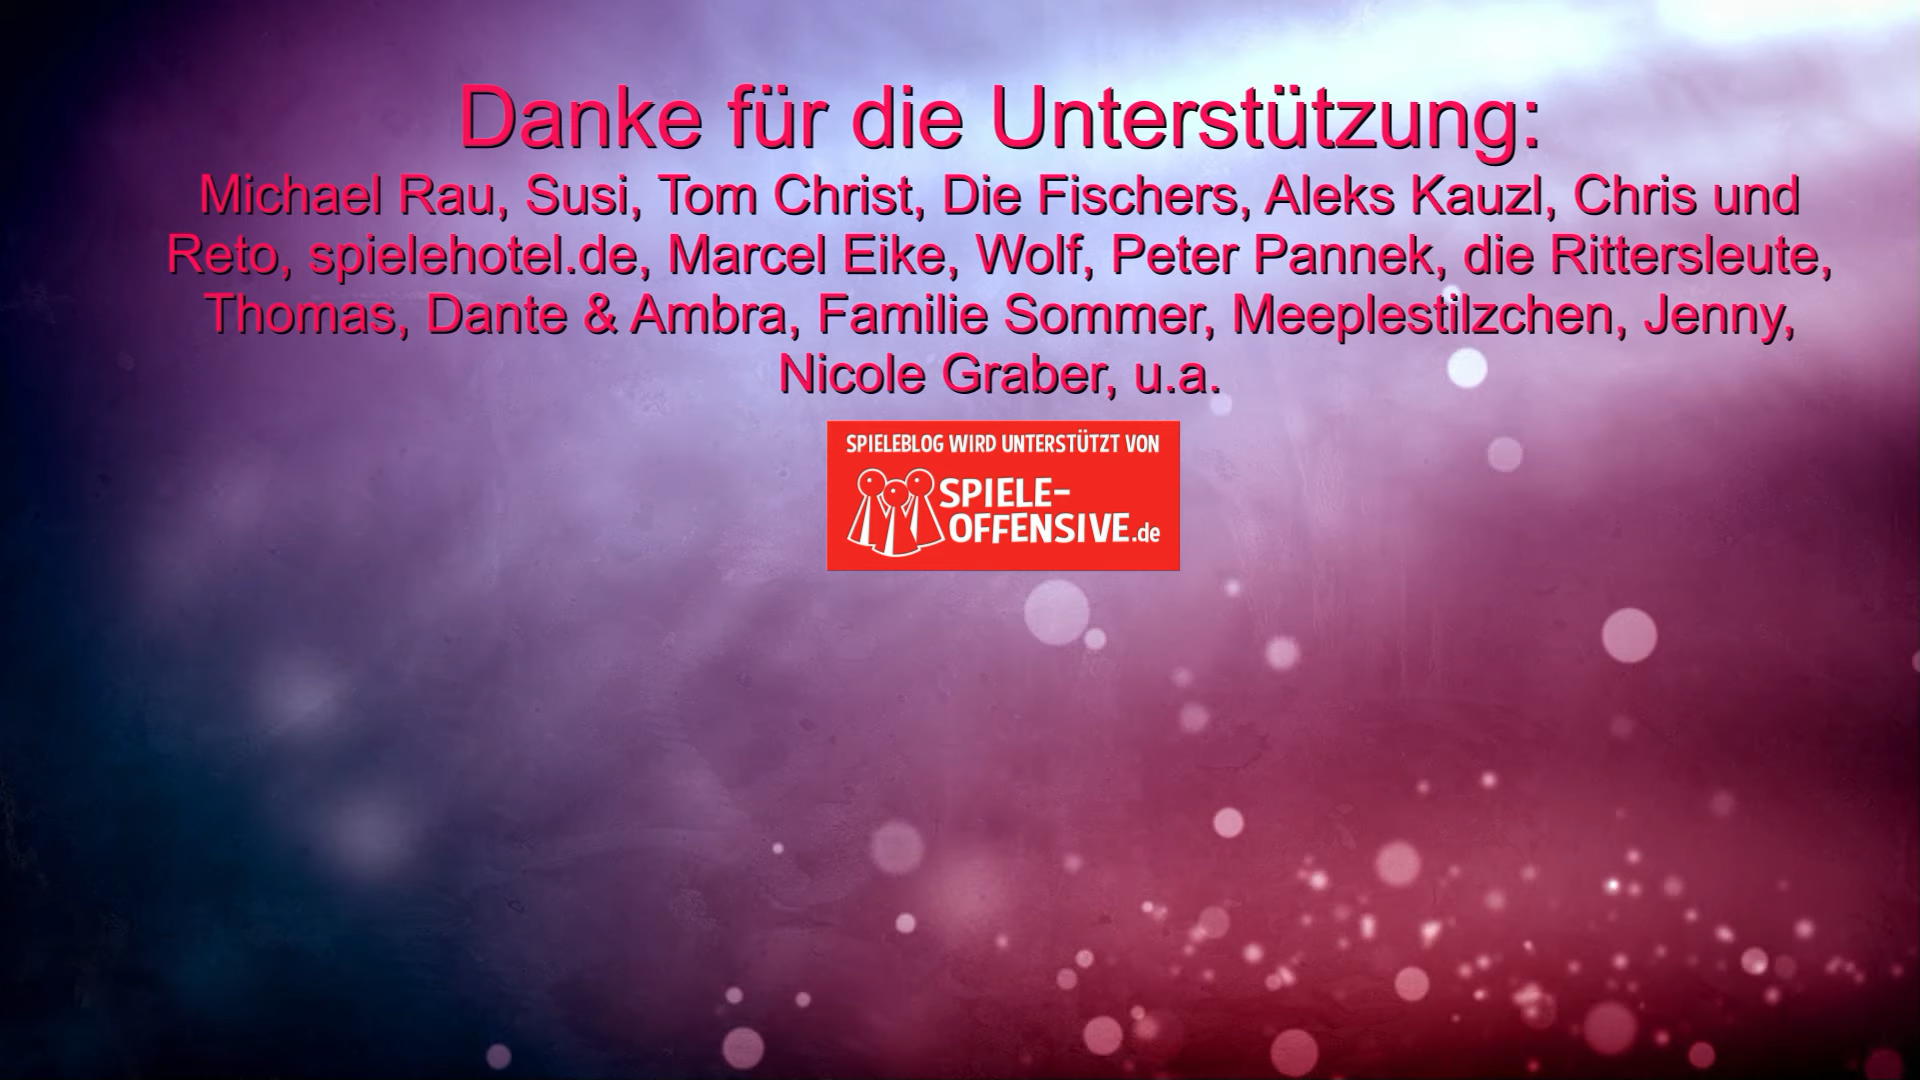 Danke für die Unterstützung:
Michael Rau, Susi, Tom Christ, Die Fischers, Aleks Kauzl, Chris und
Reto, spielehotel.de, Marcel Eike, Wolf, Peter Pannek, die Rittersleute,
Thomas, Dante & Ambra, Familie Sommer, Meeplestilzchen, Jenny,
Nicole Graber, u.a.
SPIELEBLOG WIRD UNTERSTÜTZT VON
SPIELE-
OFFENSIVE.de